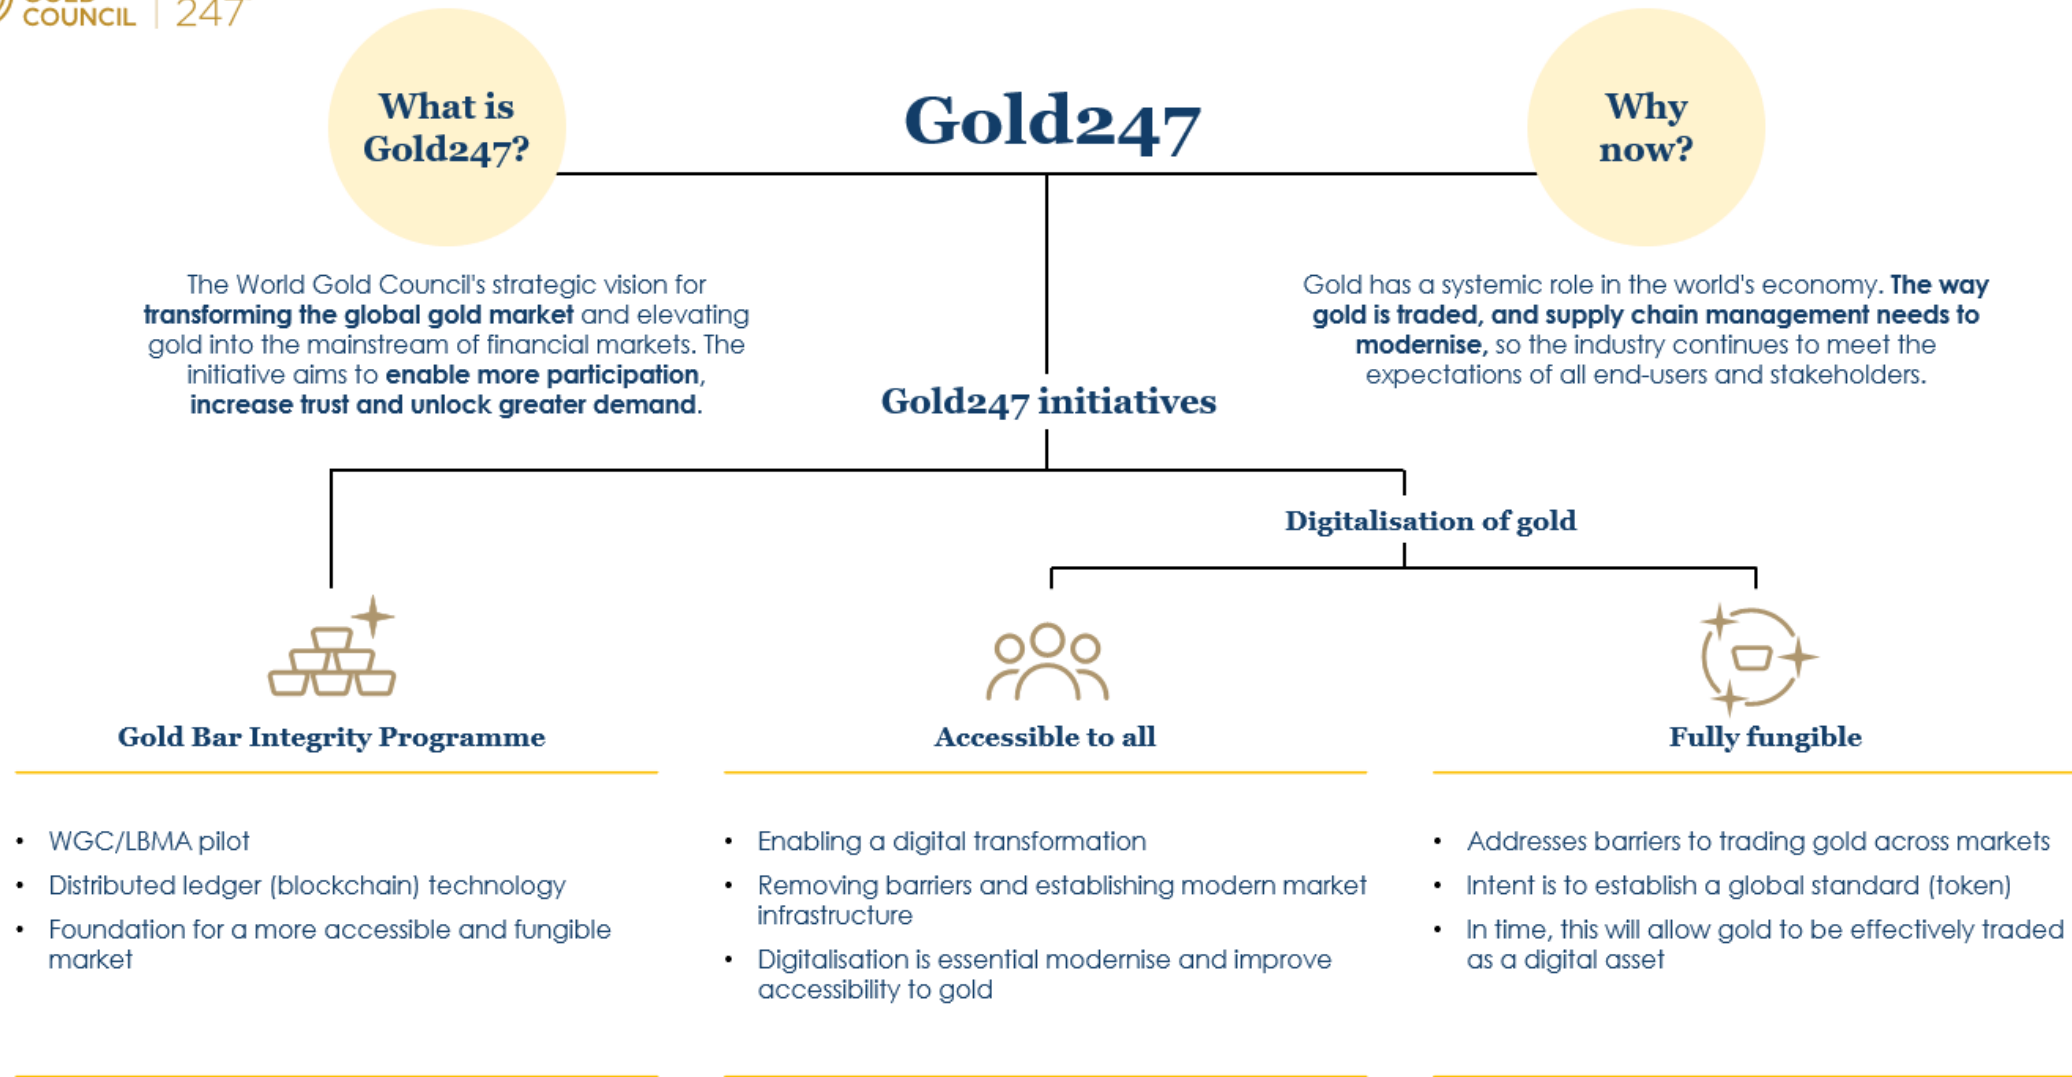 COUNCIL | 247
What is
Gold247?
Gold247
Why
now?
The World Gold Council's strategic vision for
transforming the global gold market and elevating
gold into the mainstream of financial markets. The
initiative aims to enable more participation,
increase trust and unlock greater demand.
Gold has a systemic role in the world's economy. The way
gold is traded, and supply chain management needs to
modernise, so the industry continues to meet the
expectations of all end-users and stakeholders.
Gold247 initiatives
Digitalisation of gold
Gold Bar Integrity Programme
• WGC/LBMA pilot
• Distributed ledger (blockchain) technology
• Foundation for a more accessible and fungible
market
Accessible to all
• Enabling a digital transformation
• Removing barriers and establishing modern market
infrastructure
• Digitalisation is essential modernise and improve
accessibility to gold
Fully fungible
• Addresses barriers to trading gold across markets
• Intent is to establish a global standard (token)
• In time, this will allow gold to be effectively traded
as a digital asset